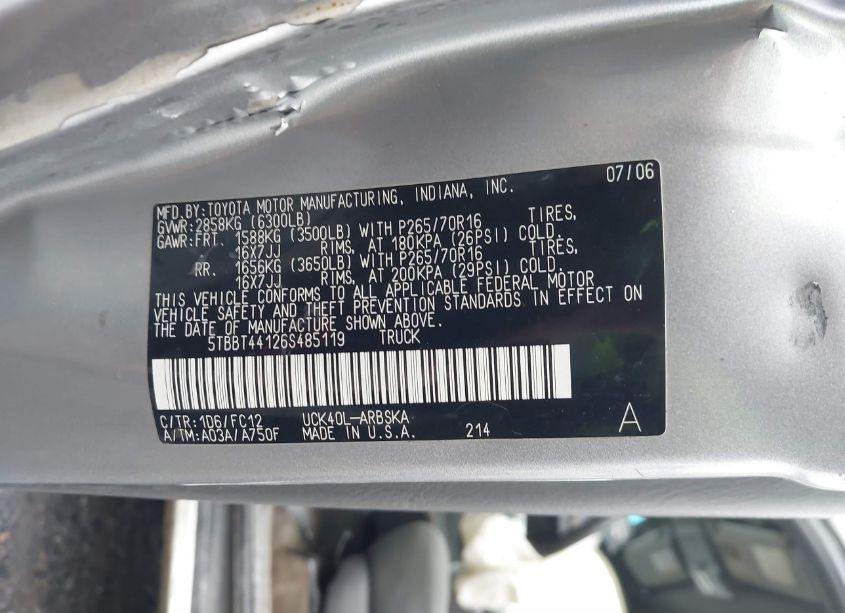 MFD.BY:TOYOTA MOTOR MANUFACTURING, INDIANA, INC. 07/06
GVWR:2858KG (6300LB)
GAWR:FRT. 1588KG (3500LB) WITH P265/70R16 TIRES,
16X7JJ RIMS, AT 180KPA (26PSI) COLD.
RR. 1656KG (3650LB) WITH P265/70R16 TIRES,
16X7JJ RIMS, AT 200KPA (29PSI) COLD.
THIS VEHICLE CONFORMS TO ALL APPLICABLE FEDERAL MOTOR
VEHICLE SAFETY AND THEFT PREVENTION STANDARDS IN EFFECT ON
THE DATE OF MANUFACTURE SHOWN ABOVE.
5TBBT44126S485119 TRUCK
C/TR:1D6/FC12 UCK40L-ARBSKA
A/TM:A03A/A750F MADE IN U.S.A. 214 A